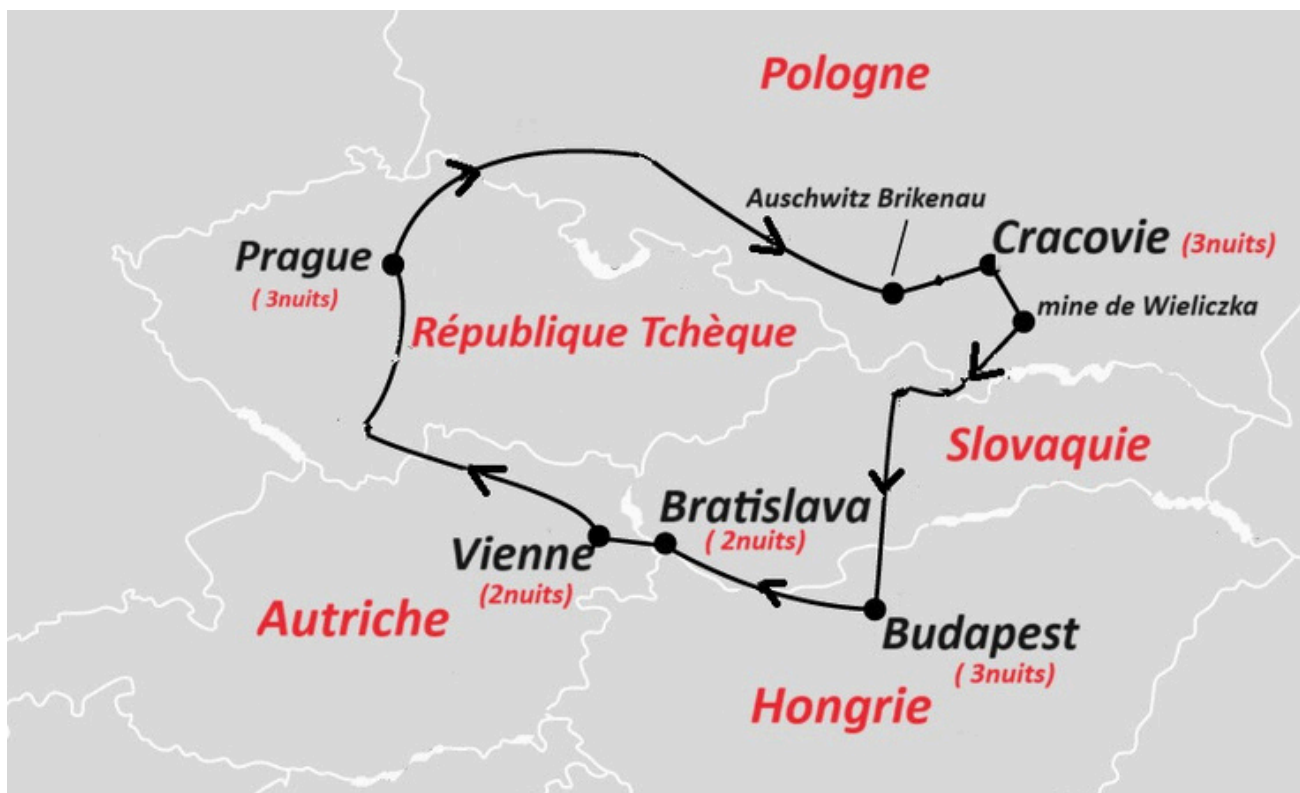 Pologne
Auschwitz Brikenau
Cracovie (3nuits)
Prague
( 3nuits)
mine de Wieliczka
République Tchèque
Slovaquie
Bratislava
( 2nuits)
Vienne
(2nuits)
Autriche
Budapest
( 3nuits)
Hongrie